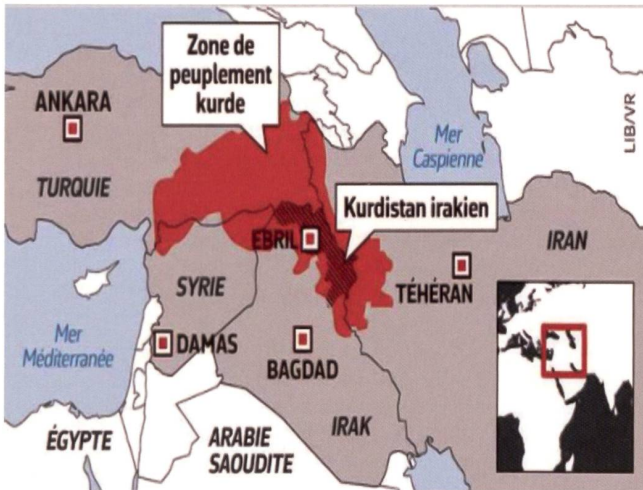 Zone de
peuplement
kurde
ANKARA
TURQUIE
Mer
Caspienne
LIB/VR
Kurdistan irakien
EBRIL
IRAN
SYRIE
TÉHÉRAN
Mer
Méditerranée
DAMAS
BAGDAD
IRAK
ÉGYPTE
ARABIE
SAOUDITE